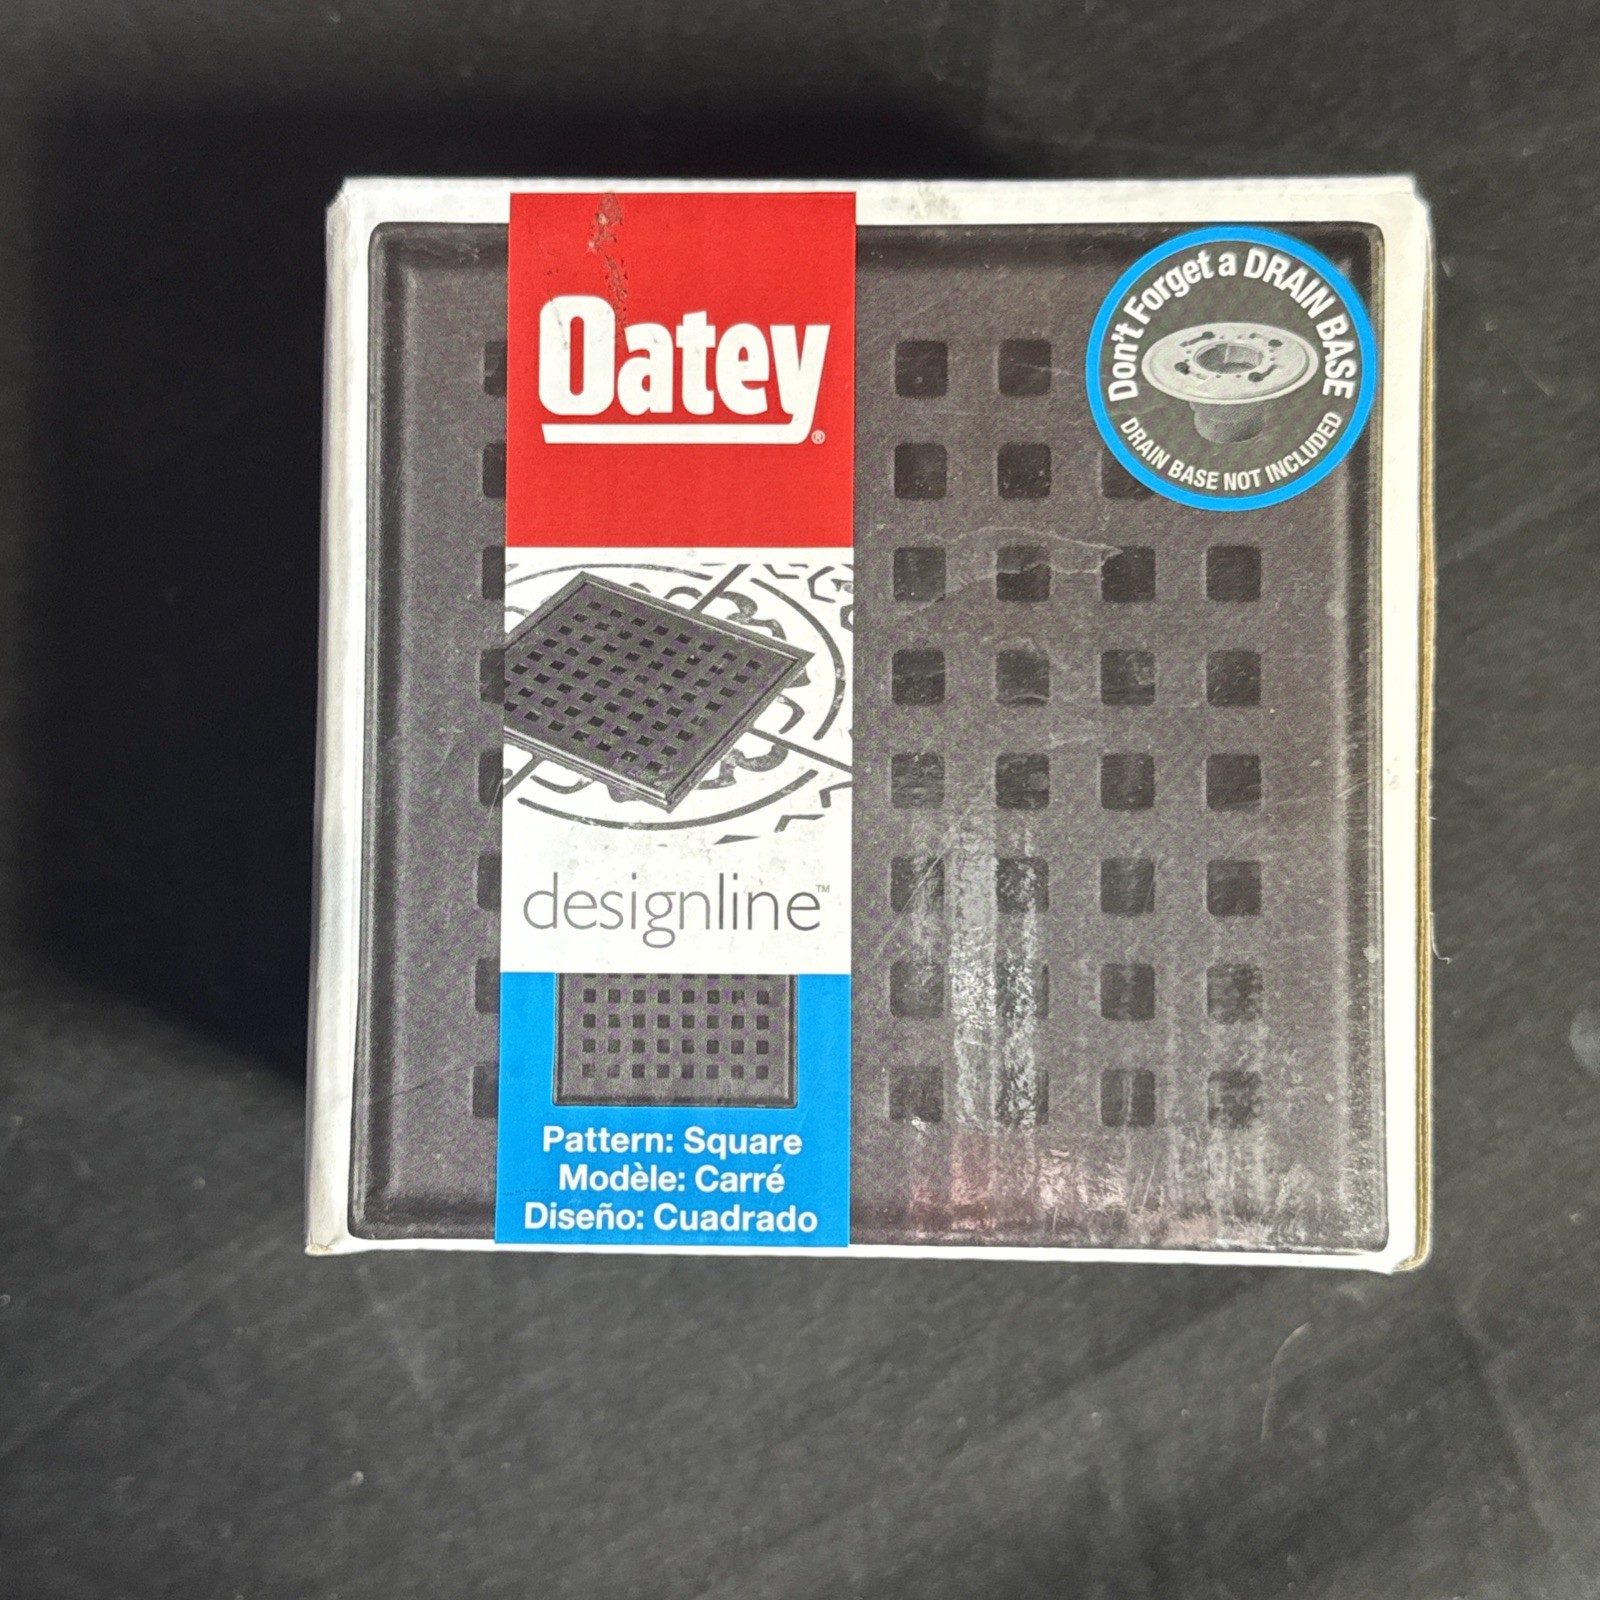 Oatey®
Don't Forget a DRAIN BASE
DRAIN BASE NOT INCLUDED
designline™
Pattern: Square
Modèle: Carré
Diseño: Cuadrado